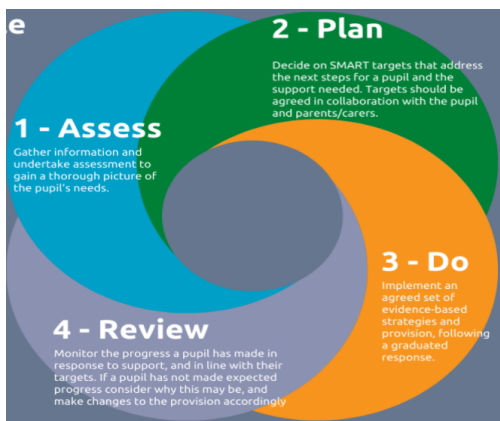 e
1 - Assess
Gather information and
undertake assessment to
gain a thorough picture of
the pupil's needs.
2 - Plan
Decide on SMART targets that address
the next steps for a pupil and the
support needed. Targets should be
agreed in collaboration with the pupil
and parents/carers.
3 - Do
Implement an
agreed set of
evidence-based
strategies and
provision, following
a graduated
response.
4 - Review
Monitor the progress a pupil has made in
response to support, and in line with their
targets. If a pupil has not made expected
progress consider why this may be, and
make changes to the provision accordingly